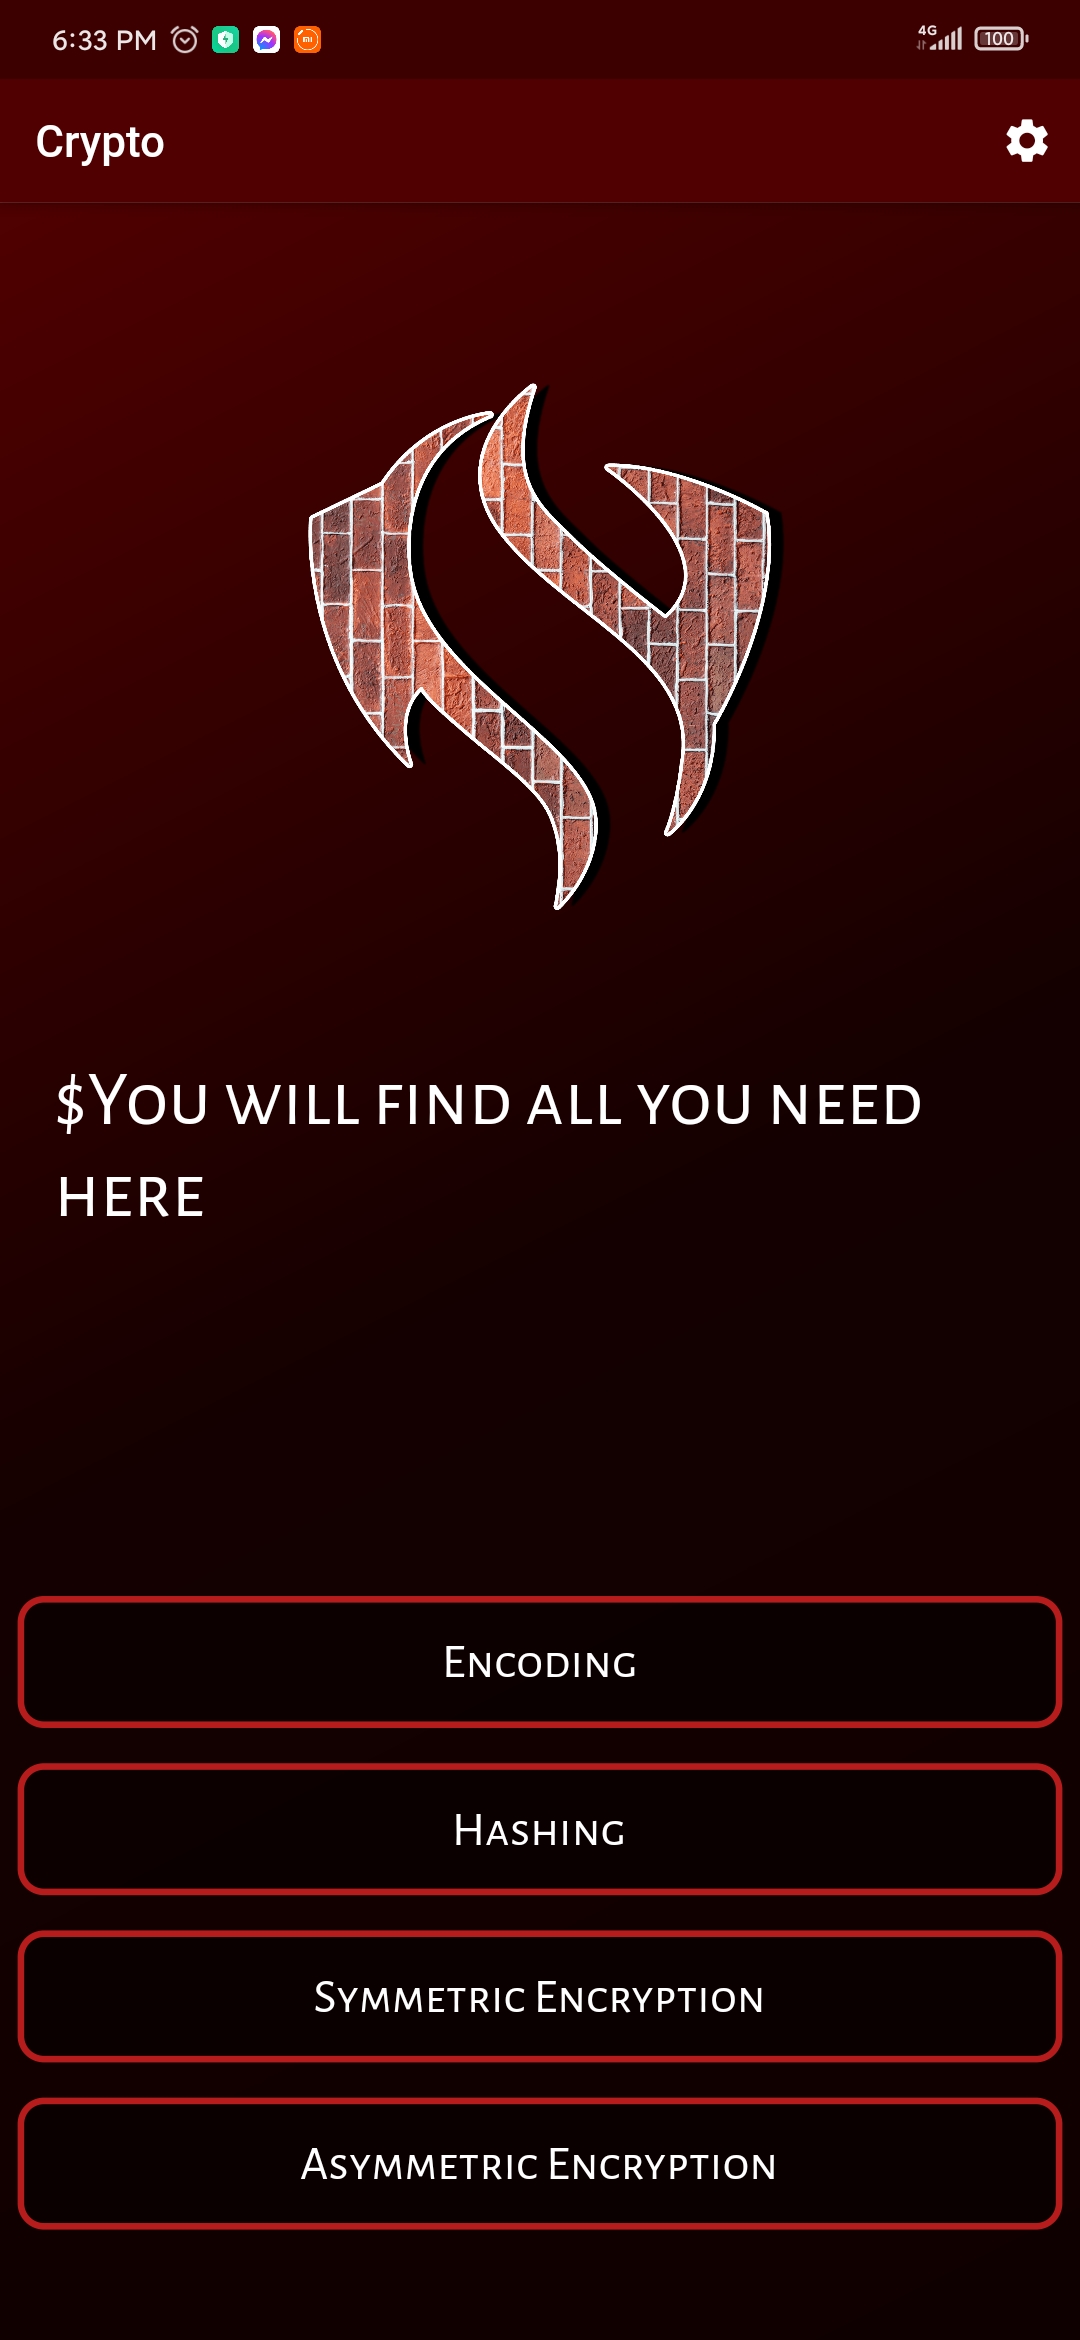 6:33 PM
4G
100
Crypto
$You will find all you need
here
Encoding
Hashing
Symmetric Encryption
Asymmetric Encryption